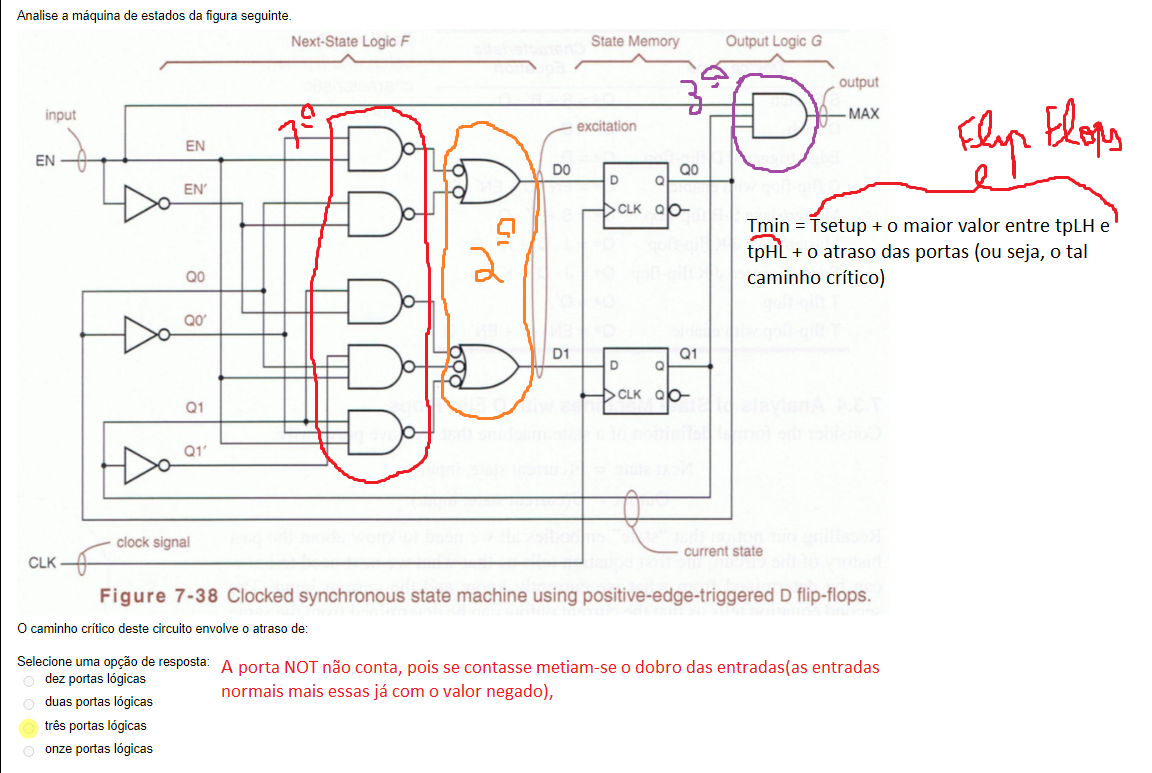 Analise a máquina de estados da figura seguinte.
Next-State Logic F
State Memory
Output Logic G
3º
output
input
1º
MAX
excitation
Flip Flops
EN
EN
D0
Q0
D Q
EN'
CLK Q
2º
Tmin = Tsetup + o maior valor entre tpLH e
tpHL + o atraso das portas (ou seja, o tal
caminho crítico)
Q0
Q0'
D1
Q1
D Q
CLK Q
Q1
Q1'
clock signal
current state
CLK
Figure 7-38 Clocked synchronous state machine using positive-edge-triggered D flip-flops.
O caminho crítico deste circuito envolve o atraso de:
Selecione uma opção de resposta:
A porta NOT não conta, pois se contasse metiam-se o dobro das entradas(as entradas
normais mais essas já com o valor negado),
dez portas lógicas
duas portas lógicas
três portas lógicas
onze portas lógicas